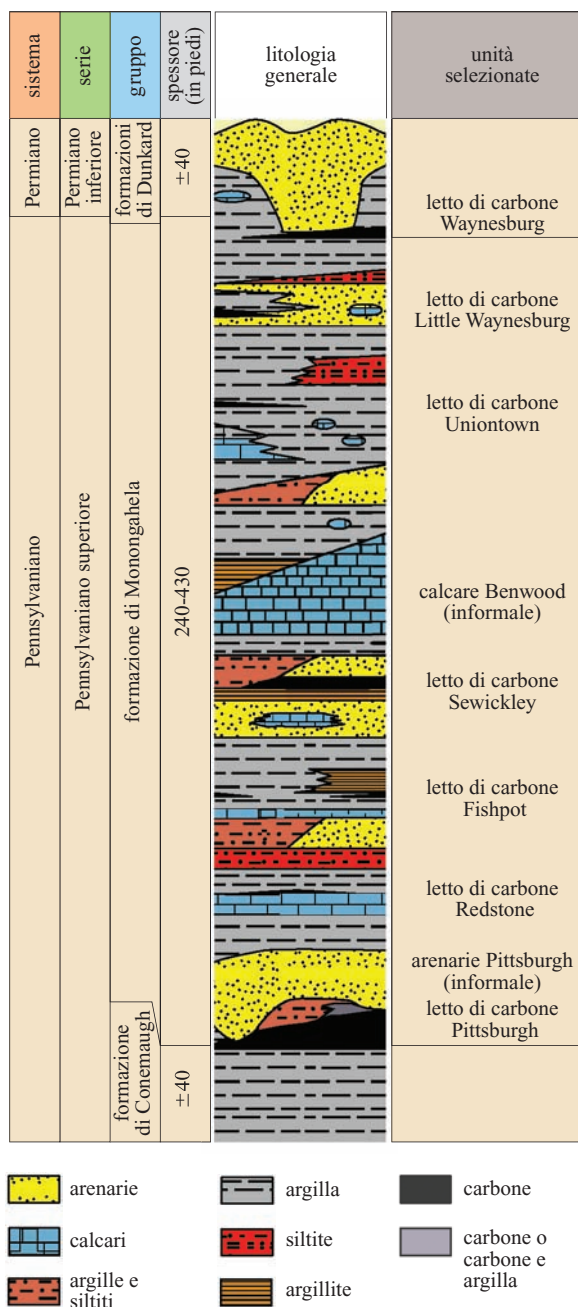 sistema
serie
gruppo
spessore
(in piedi)
litologia
generale
unità
selezionate
Permiano
Permiano
inferiore
formazioni
di Dunkard
±40
letto di carbone
Waynesburg
Pennsylvaniano
Pennsylvaniano superiore
formazione di Monongahela
240-430
letto di carbone
Little Waynesburg
letto di carbone
Uniontown
calcare Benwood
(informale)
letto di carbone
Sewickley
letto di carbone
Fishpot
letto di carbone
Redstone
arenarie Pittsburgh
(informale)
letto di carbone
Pittsburgh
formazione
di Conemaugh
±40
arenarie
argilla
carbone
calcari
siltite
carbone o
carbone e
argilla
argille e
siltiti
argillite